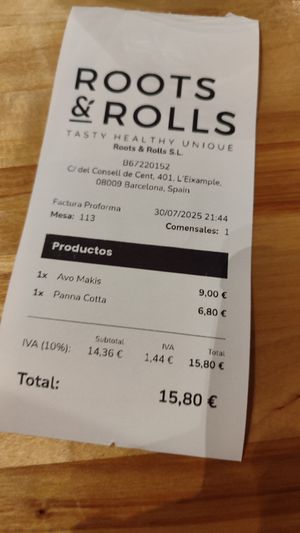 ROOTS
& ROLLS
TASTY HEALTHY UNIQUE
Roots & Rolls S.L.
B67220152
C/ del Consell de Cent, 401, L'Eixample,
08009 Barcelona, Spain
Factura Proforma 30/07/2025 21:44
Mesa: 113 Comensales: 1
Productos
1x Avo Makis 9,00 €
1x Panna Cotta 6,80 €
Subtotal IVA Total
IVA (10%): 14,36 € 1,44 € 15,80 €
Total: 15,80 €